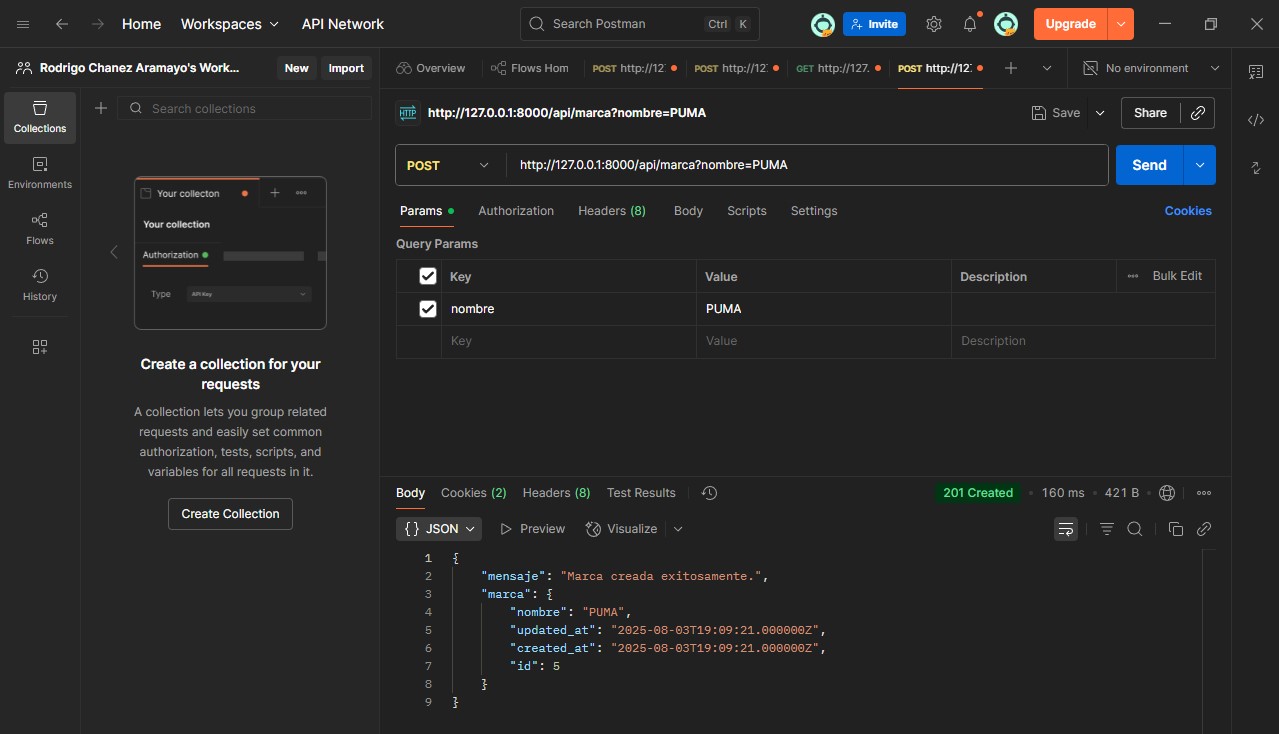 Home Workspaces API Network Search Postman Ctrl K Invite Upgrade
Rodrigo Chanez Aramayo's Work... New Import
Overview Flows Hom POST http://127 POST http://127 GET http://127. POST http://127 No environment
Collections
Environments
Flows
History
Search collections
Your collecton
Your collection
Authorization
Type API Key
Create a collection for your
requests
A collection lets you group related
requests and easily set common
authorization, tests, scripts, and
variables for all requests in it.
Create Collection
HTTP http://127.0.0.1:8000/api/marca?nombre=PUMA Save Share
POST http://127.0.0.1:8000/api/marca?nombre=PUMA Send
Params Authorization Headers (8) Body Scripts Settings Cookies
Query Params
Key Value Description Bulk Edit
nombre PUMA
Key Value Description
Body Cookies (2) Headers (8) Test Results 201 Created 160 ms 421 B
{} JSON Preview Visualize
1 {
2 "mensaje": "Marca creada exitosamente.",
3 "marca": {
4 "nombre": "PUMA",
5 "updated_at": "2025-08-03T19:09:21.000000Z",
6 "created_at": "2025-08-03T19:09:21.000000Z",
7 "id": 5
8 }
9 }